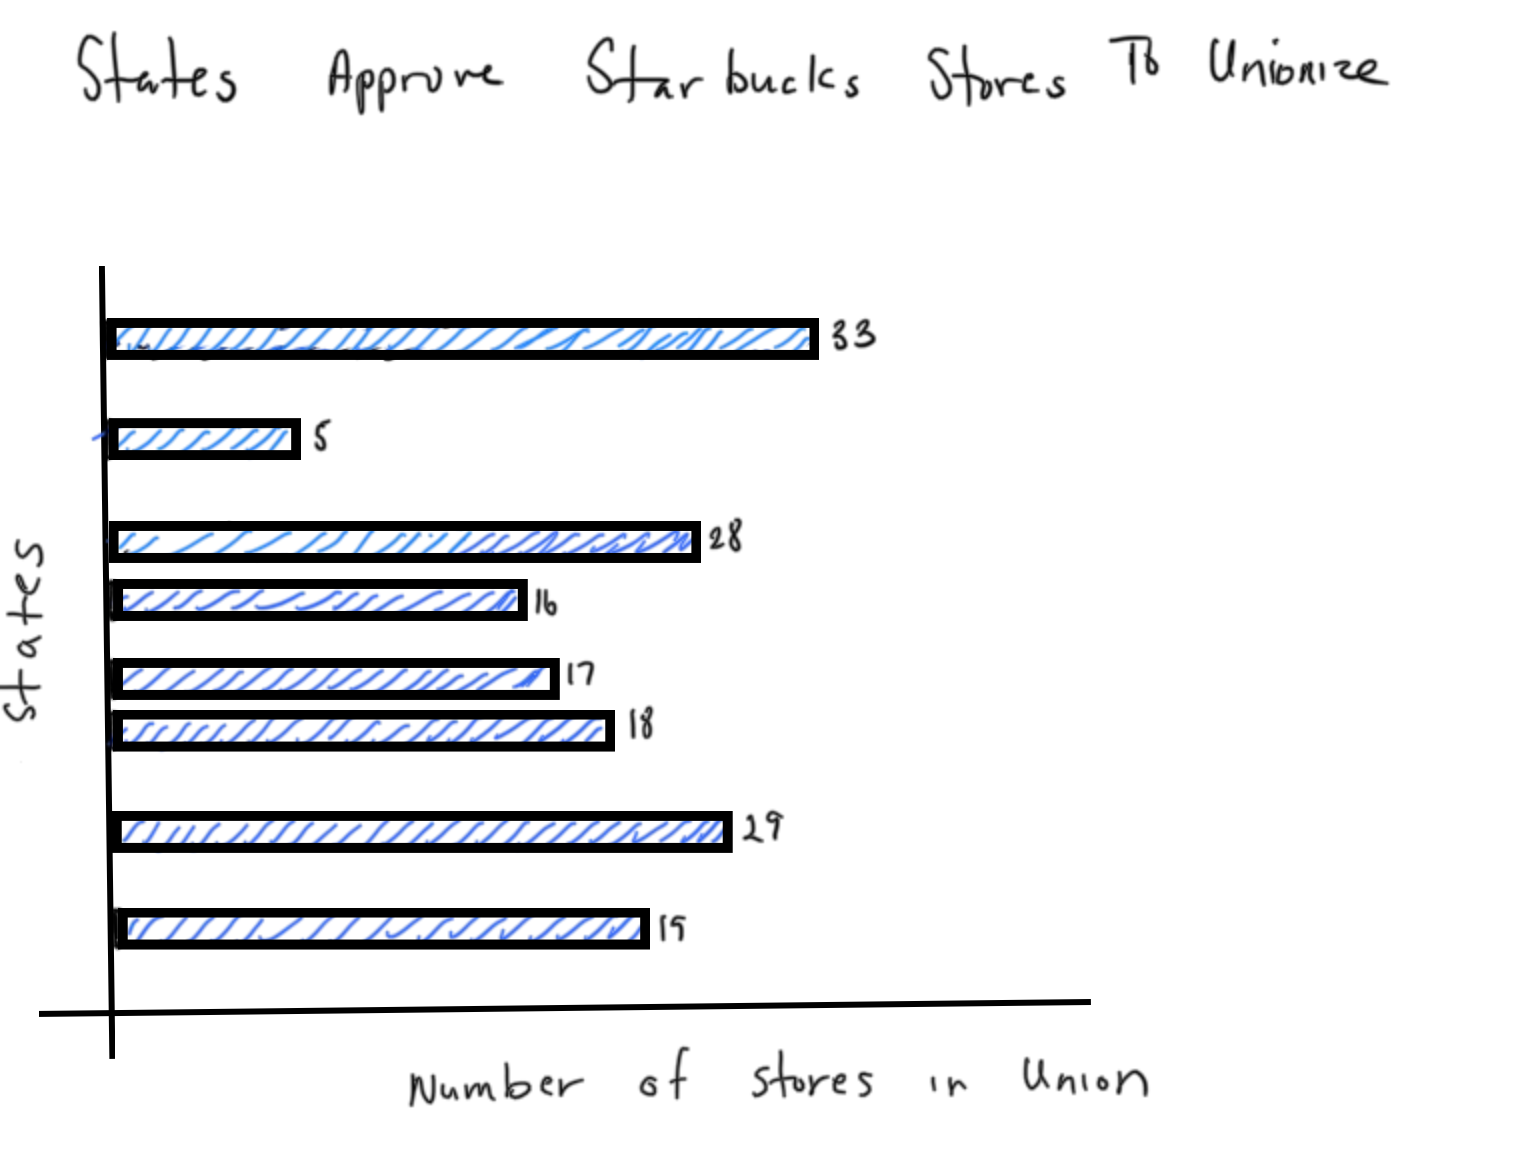 States Approve Starbucks Stores To Unionize
33
5
28
16
17
18
29
19
States
Number of stores in Union